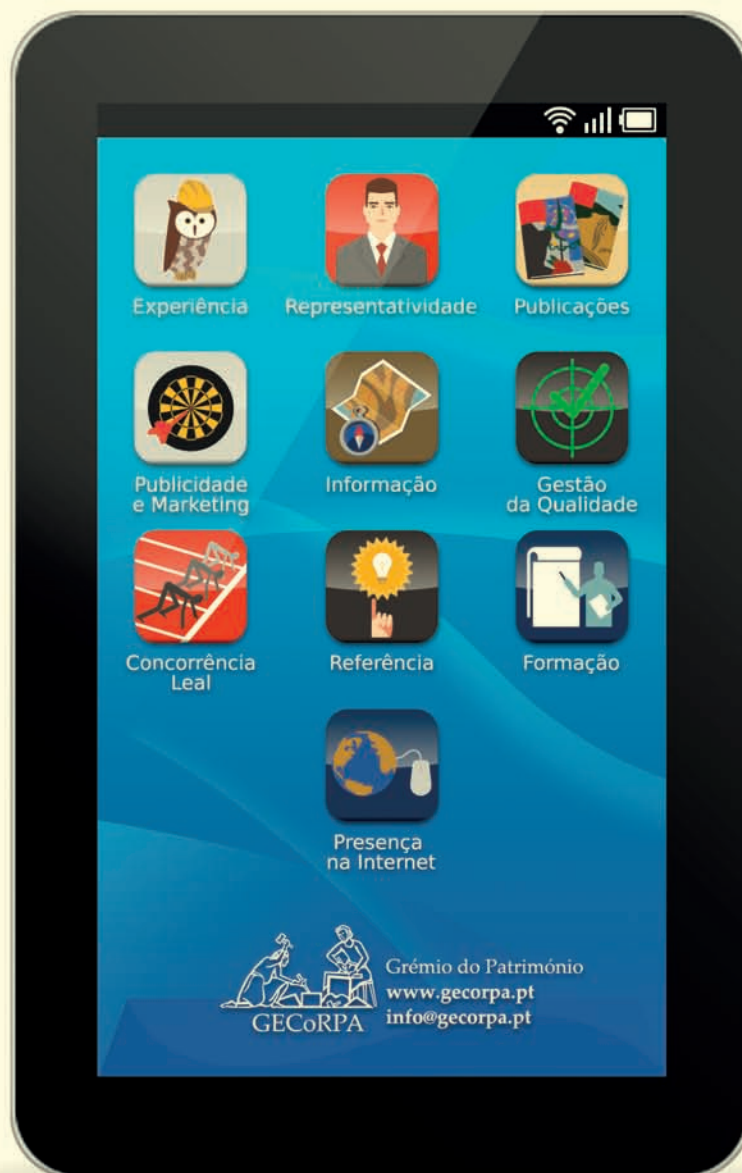 Experiência
Representatividade
Publicações
Publicidade
e Marketing
Informação
Gestão
da Qualidade
Concorrência
Leal
Referência
Formação
Presença
na Internet
GECoRPA
Grémio do Património
www.gecorpa.pt
info@gecorpa.pt